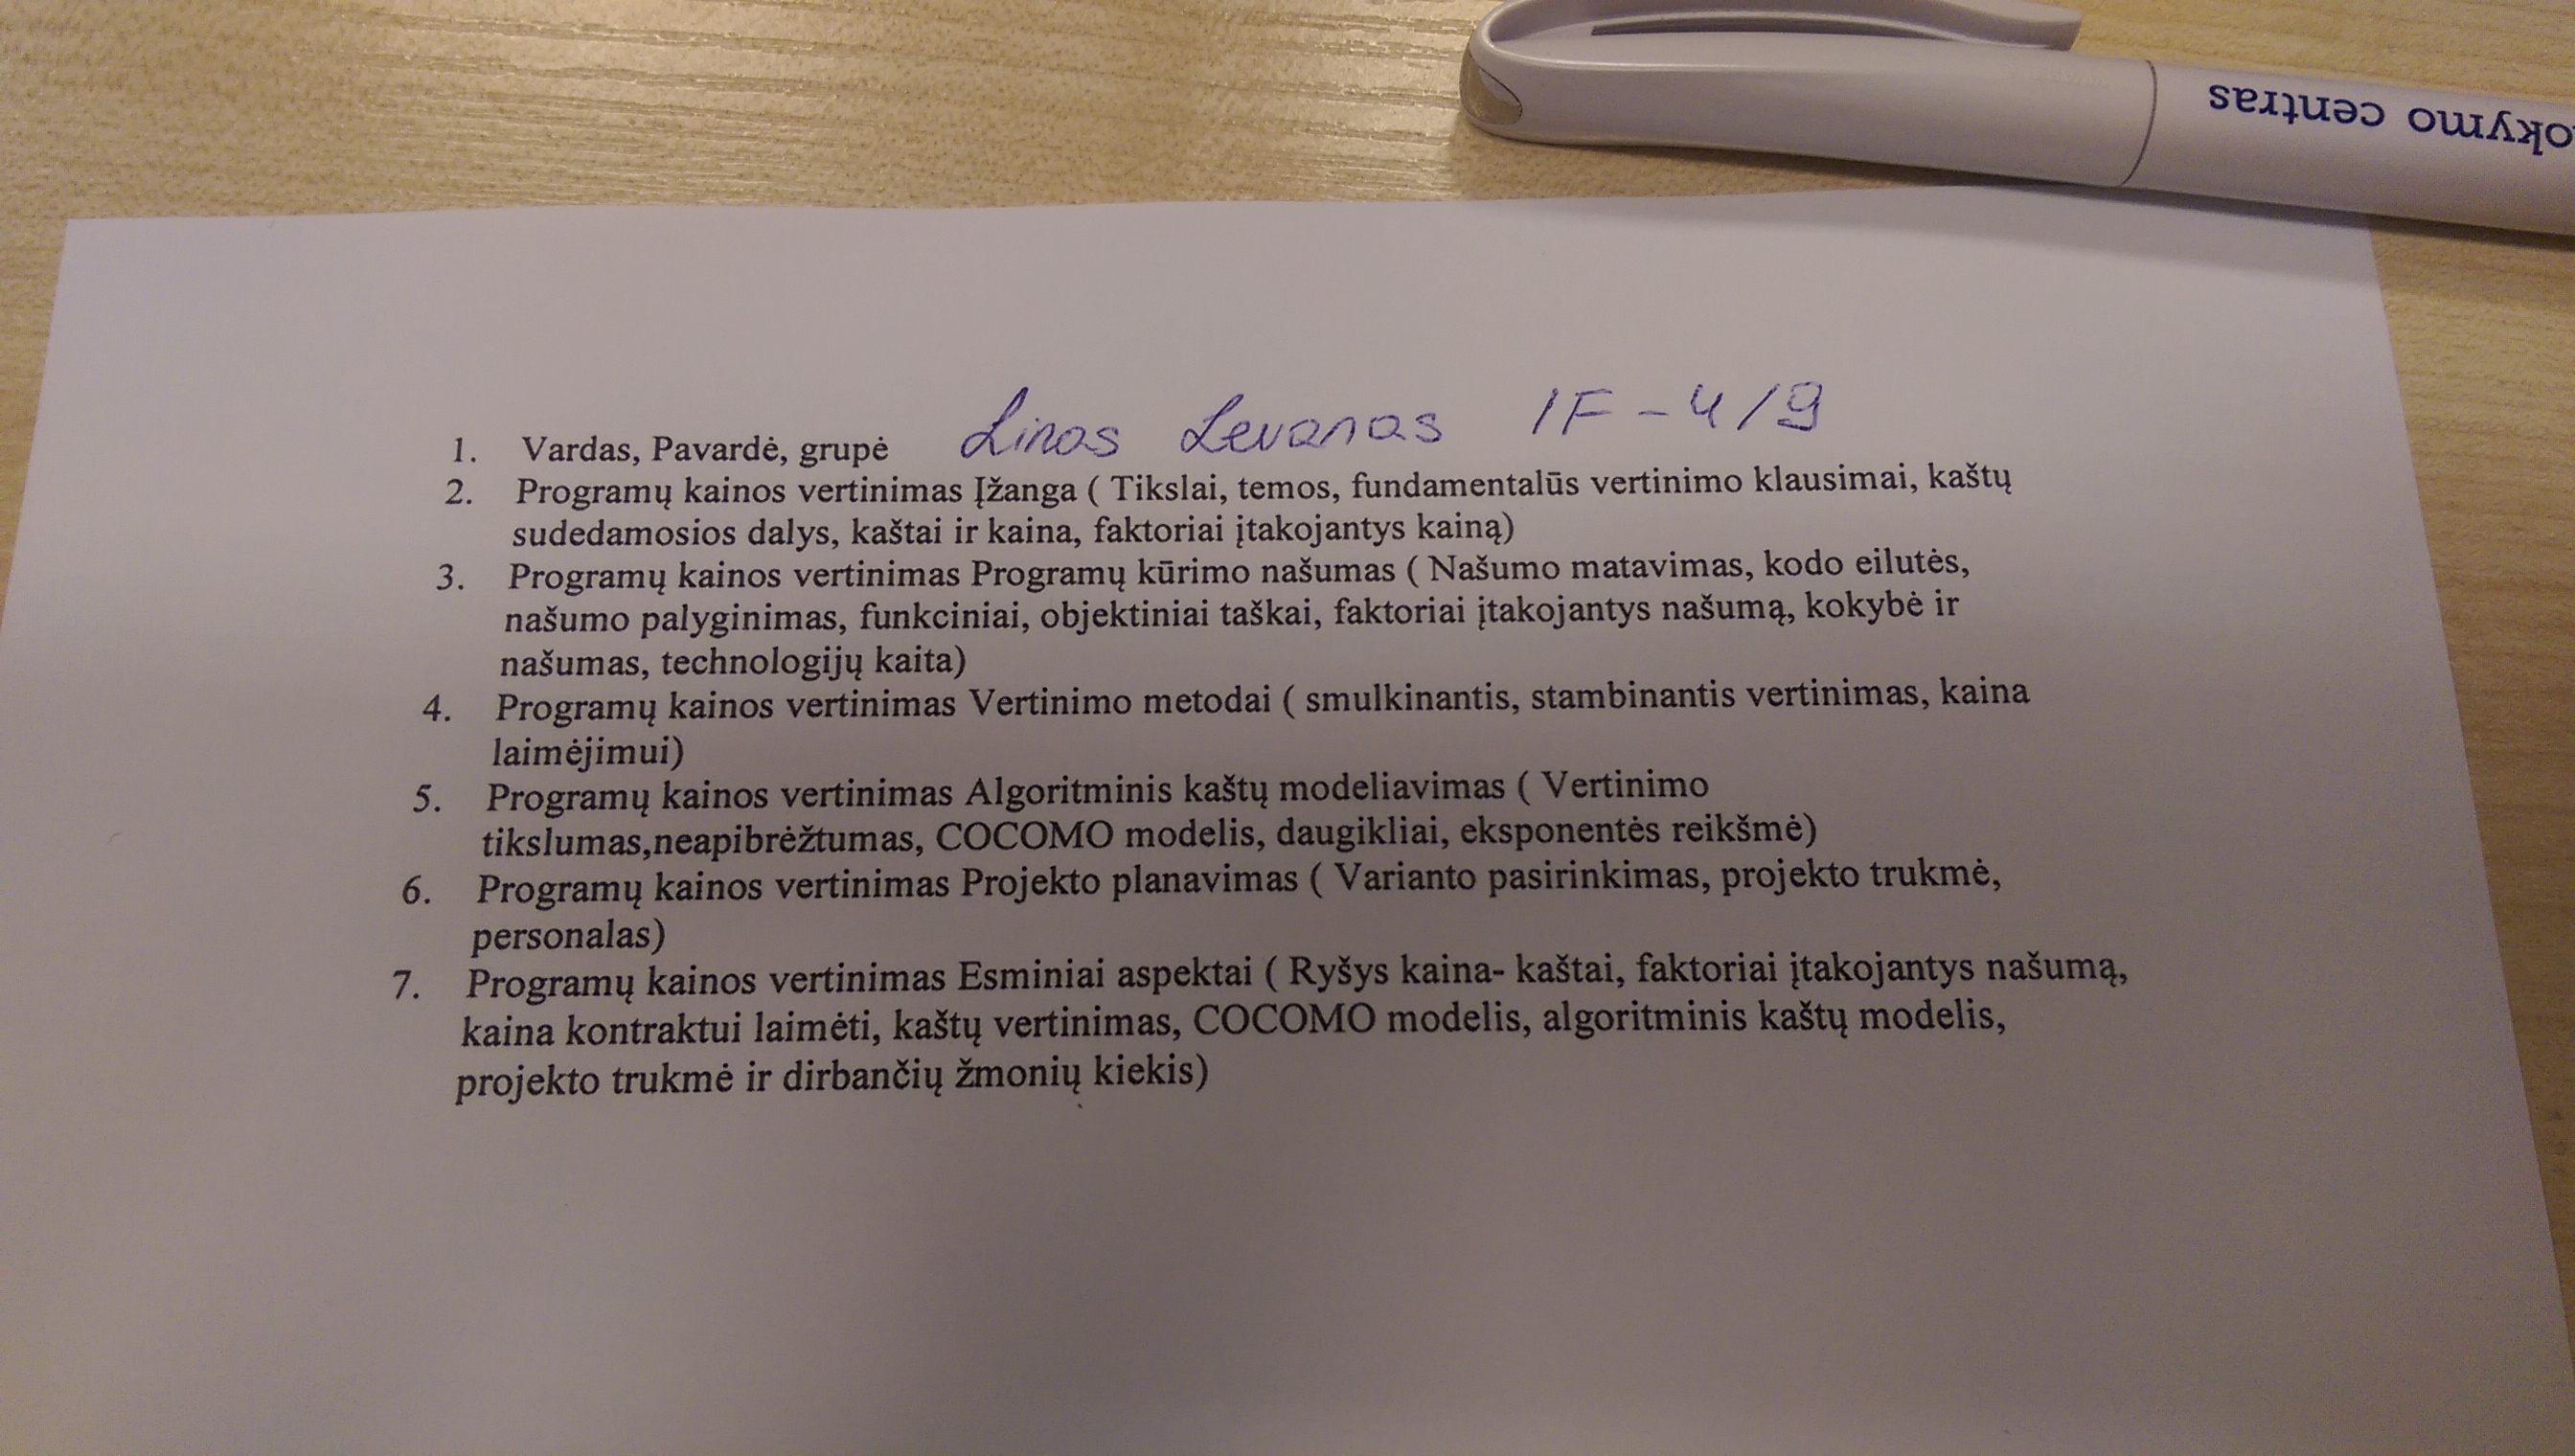 okymo centras
1. Vardas, Pavardė, grupė Linas Levanas IF-4/9
2. Programų kainos vertinimas Įžanga ( Tikslai, temos, fundamentalūs vertinimo klausimai, kaštų
sudedamosios dalys, kaštai ir kaina, faktoriai įtakojantys kainą)
3. Programų kainos vertinimas Programų kūrimo našumas ( Našumo matavimas, kodo eilutės,
našumo palyginimas, funkciniai, objektiniai taškai, faktoriai įtakojantys našumą, kokybė ir
našumas, technologijų kaita)
4. Programų kainos vertinimas Vertinimo metodai ( smulkinantis, stambinantis vertinimas, kaina
laimėjimui)
5. Programų kainos vertinimas Algoritminis kaštų modeliavimas ( Vertinimo
tikslumas,neapibrėžtumas, COCOMO modelis, daugikliai, eksponentės reikšmė)
6. Programų kainos vertinimas Projekto planavimas ( Varianto pasirinkimas, projekto trukmė,
personalas)
7. Programų kainos vertinimas Esminiai aspektai ( Ryšys kaina- kaštai, faktoriai įtakojantys našumą,
kaina kontraktui laimėti, kaštų vertinimas, COCOMO modelis, algoritminis kaštų modelis,
projekto trukmė ir dirbančių žmonių kiekis)